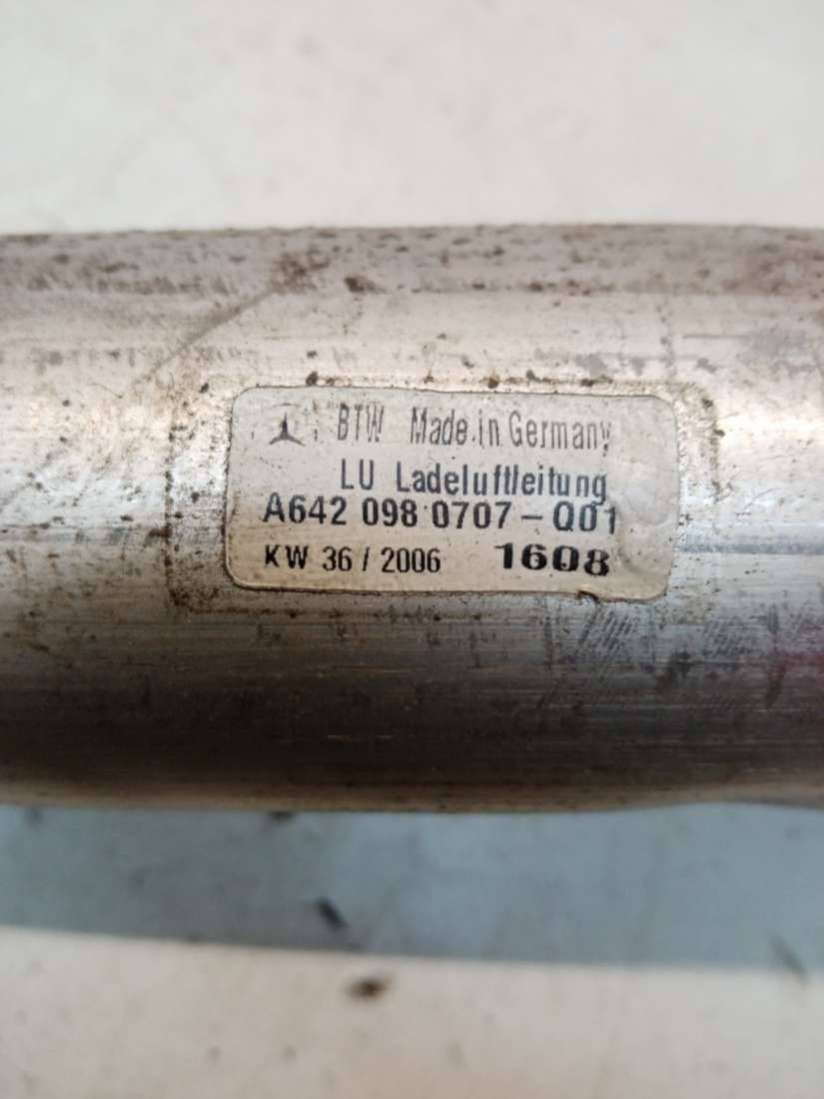 BTW Made in Germany
LU Ladeluftleitung
A642 098 0707-Q01
KW 36 / 2006 1608